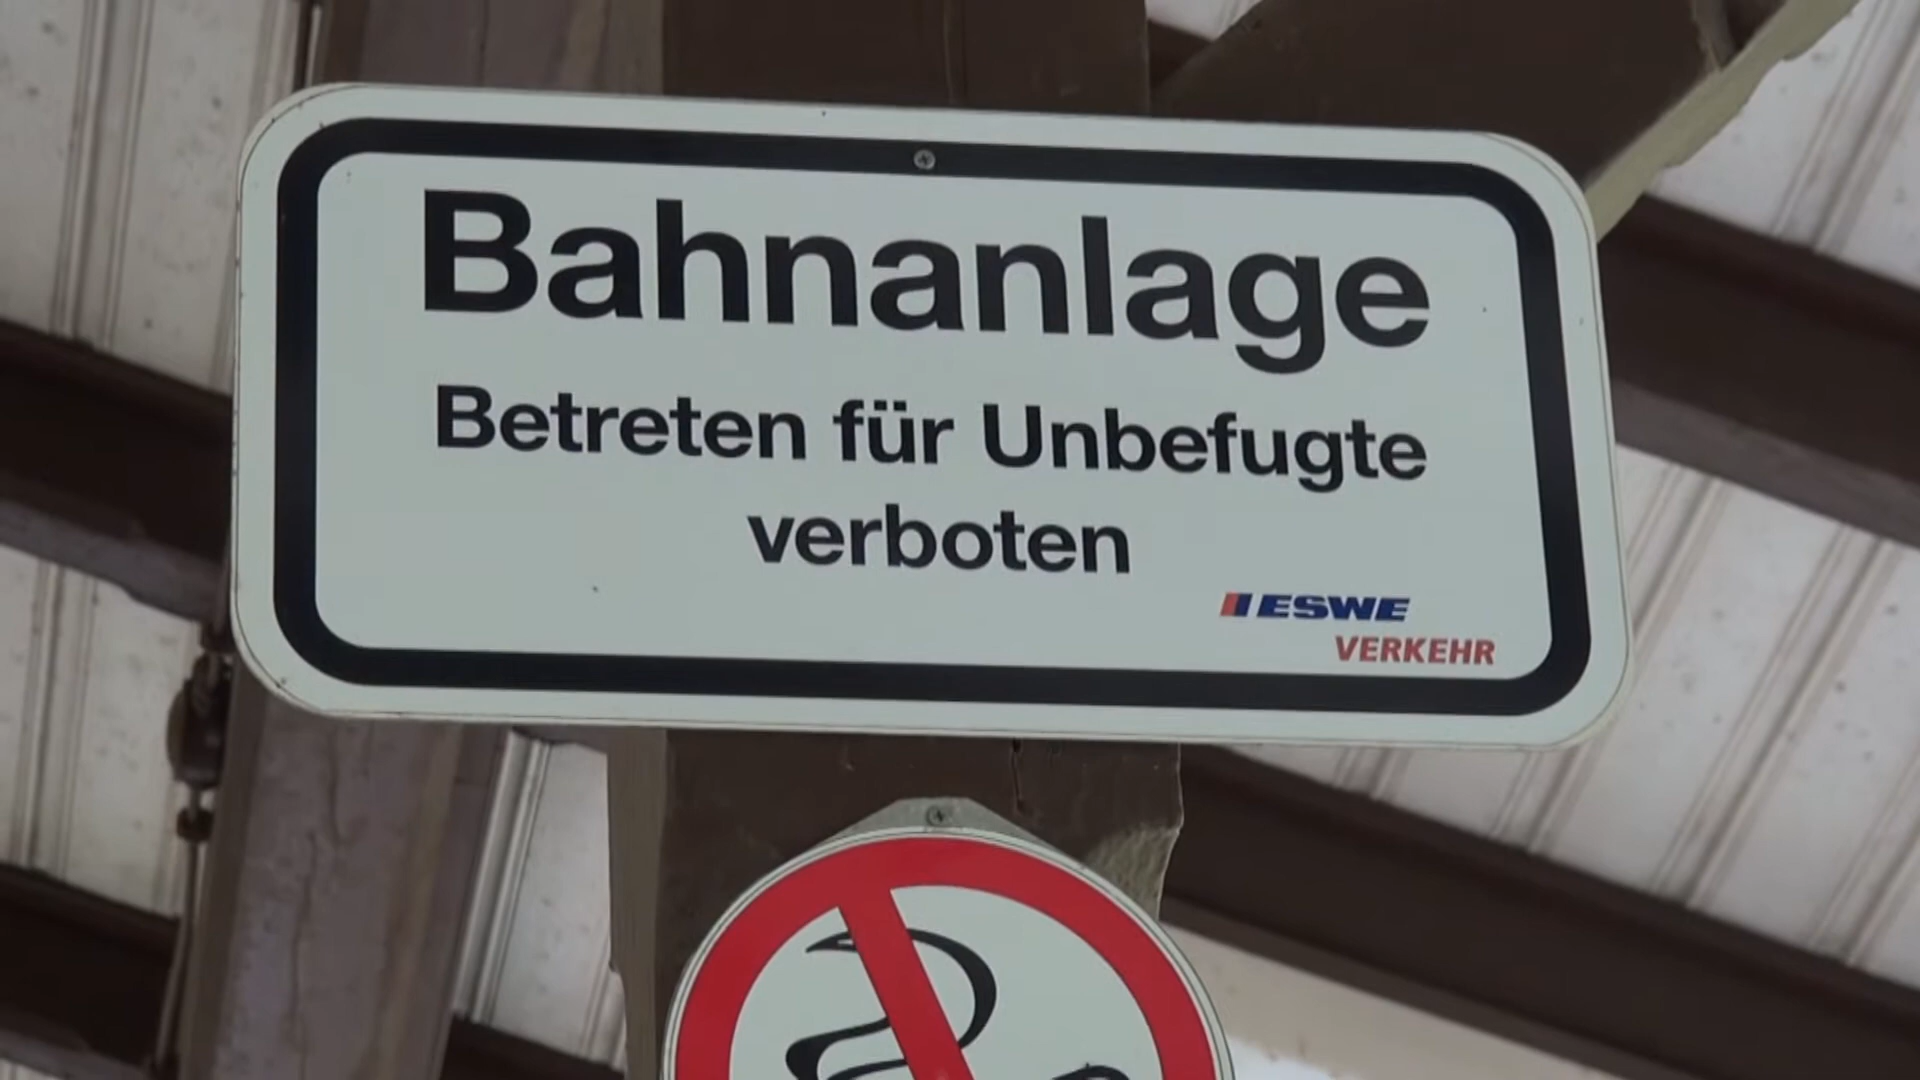 Bahnanlage
Betreten für Unbefugte
verboten
ESWE
VERKEHR